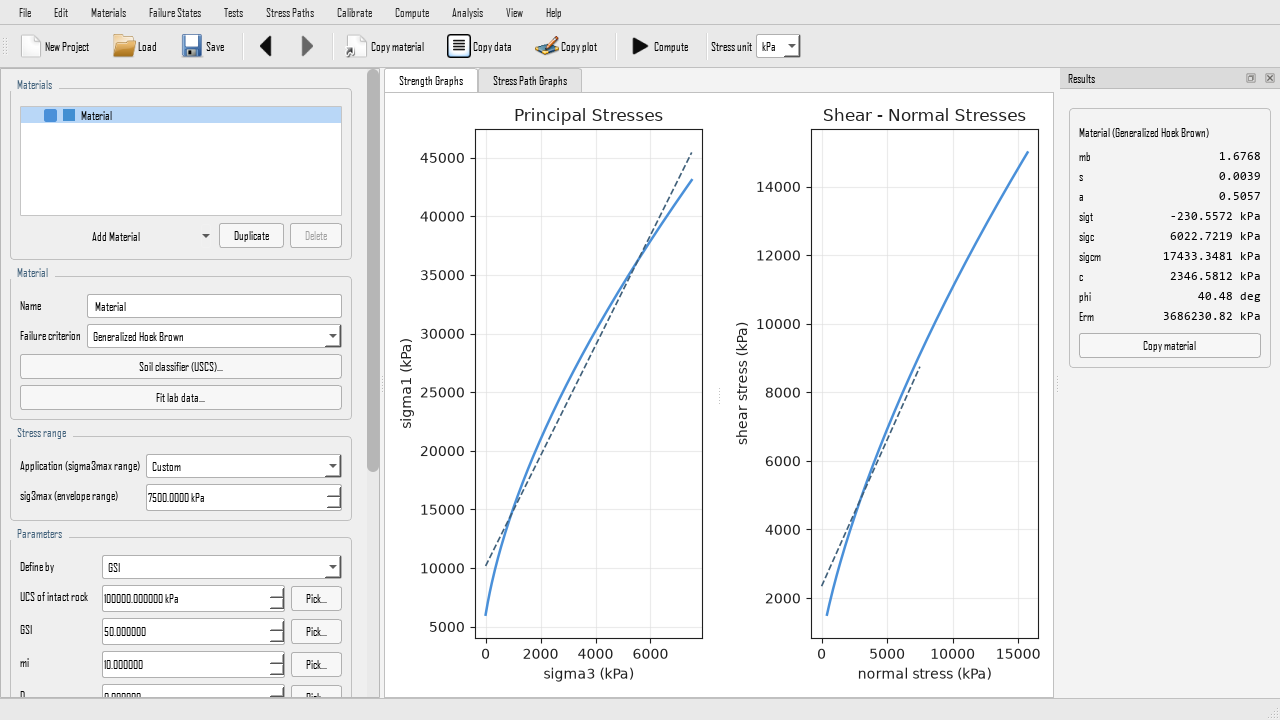 File Edit Materials Failure States Tests Stress Paths Calibrate Compute Analysis View Help
New Project Load Save Copy material Copy data Copy plot Compute Stress unit kPa
Materials
Material
Add Material Duplicate Delete
Material
Name Material
Failure criterion Generalized Hoek Brown
Soil classifier (USCS)...
Fit lab data...
Stress range
Application (sigma3max range) Custom
sig3max (envelope range) 7500.0000 kPa
Parameters
Define by GSI
UCS of intact rock 100000.000000 kPa Pick...
GSI 50.000000 Pick...
mi 10.000000 Pick...
D 0.000000 Pick...
Strength Graphs Stress Path Graphs
Principal Stresses
45000
40000
35000
30000
25000
20000
15000
10000
5000
sigma1 (kPa)
0 2000 4000 6000
sigma3 (kPa)
Shear - Normal Stresses
14000
12000
10000
8000
6000
4000
2000
shear stress (kPa)
0 5000 10000 15000
normal stress (kPa)
Results
Material (Generalized Hoek Brown)
mb 1.6768
s 0.0039
a 0.5057
sigt -230.5572 kPa
sigc 6022.7219 kPa
sigcm 17433.3481 kPa
c 2346.5812 kPa
phi 40.48 deg
Erm 3686230.82 kPa
Copy material